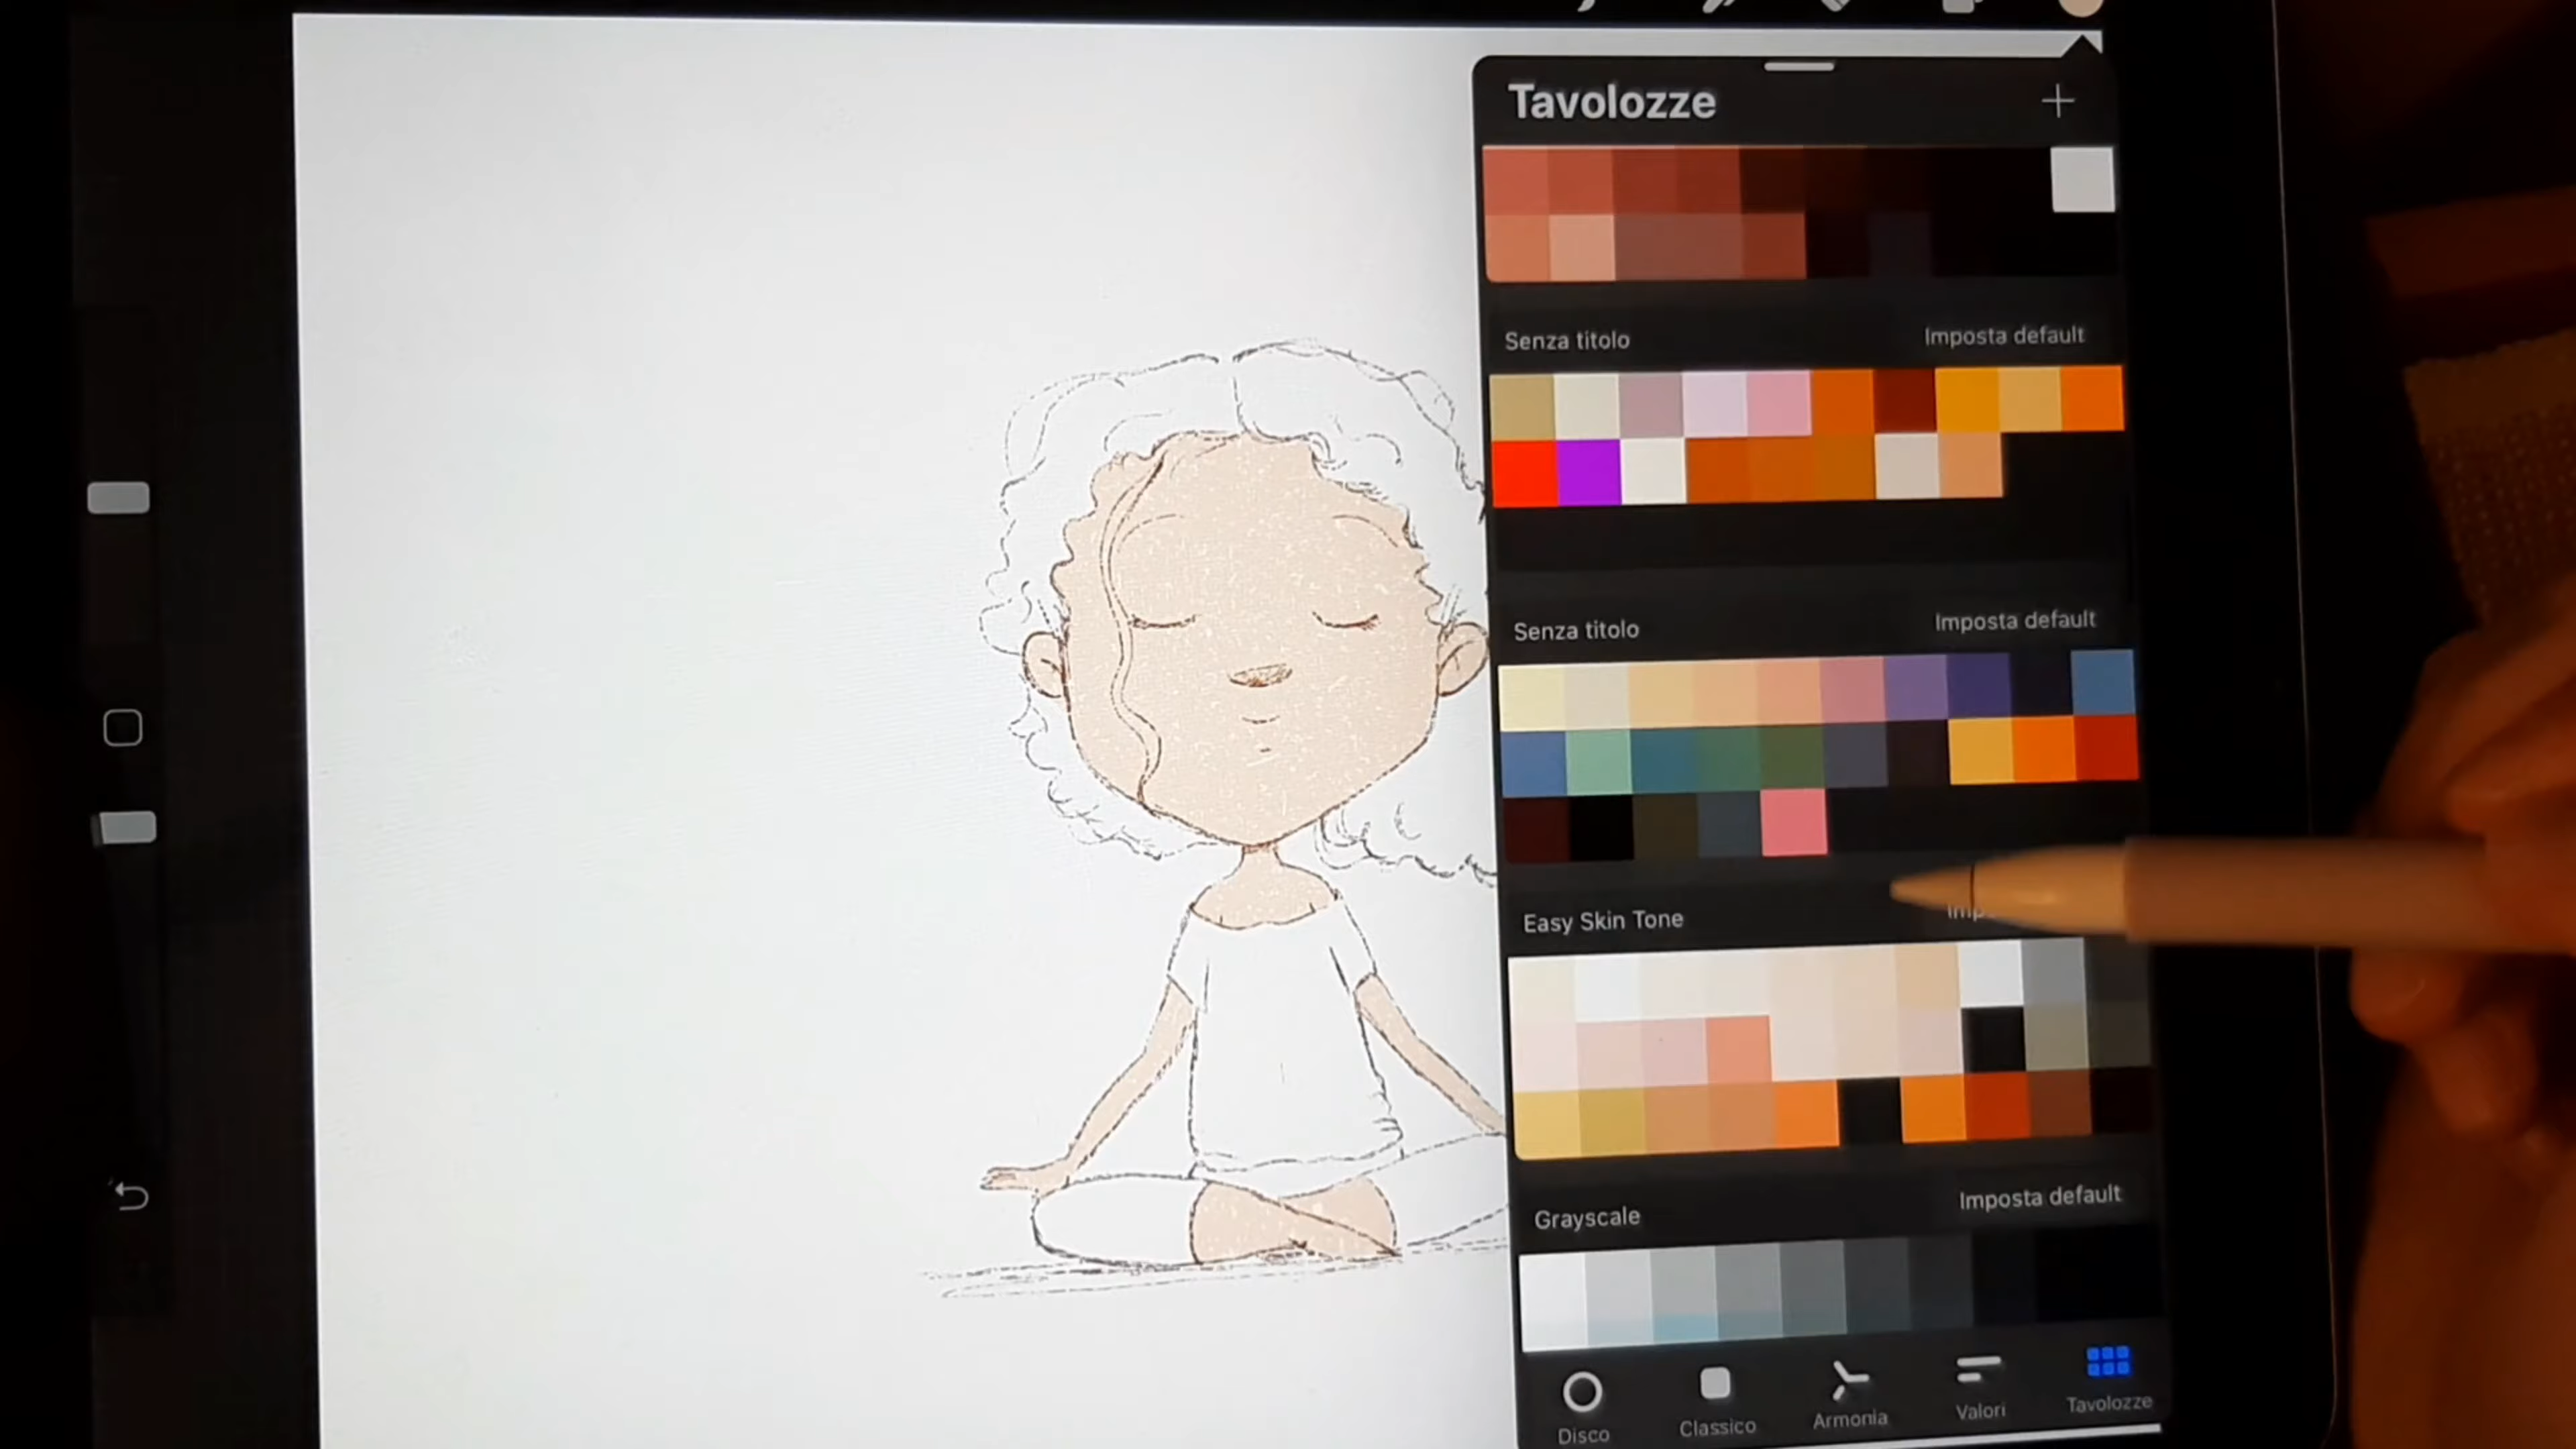 Tavolozze
Senza titolo Imposta default
Senza titolo Imposta default
Easy Skin Tone
Grayscale Imposta default
Disco Classico Armonia Valori Tavolozze